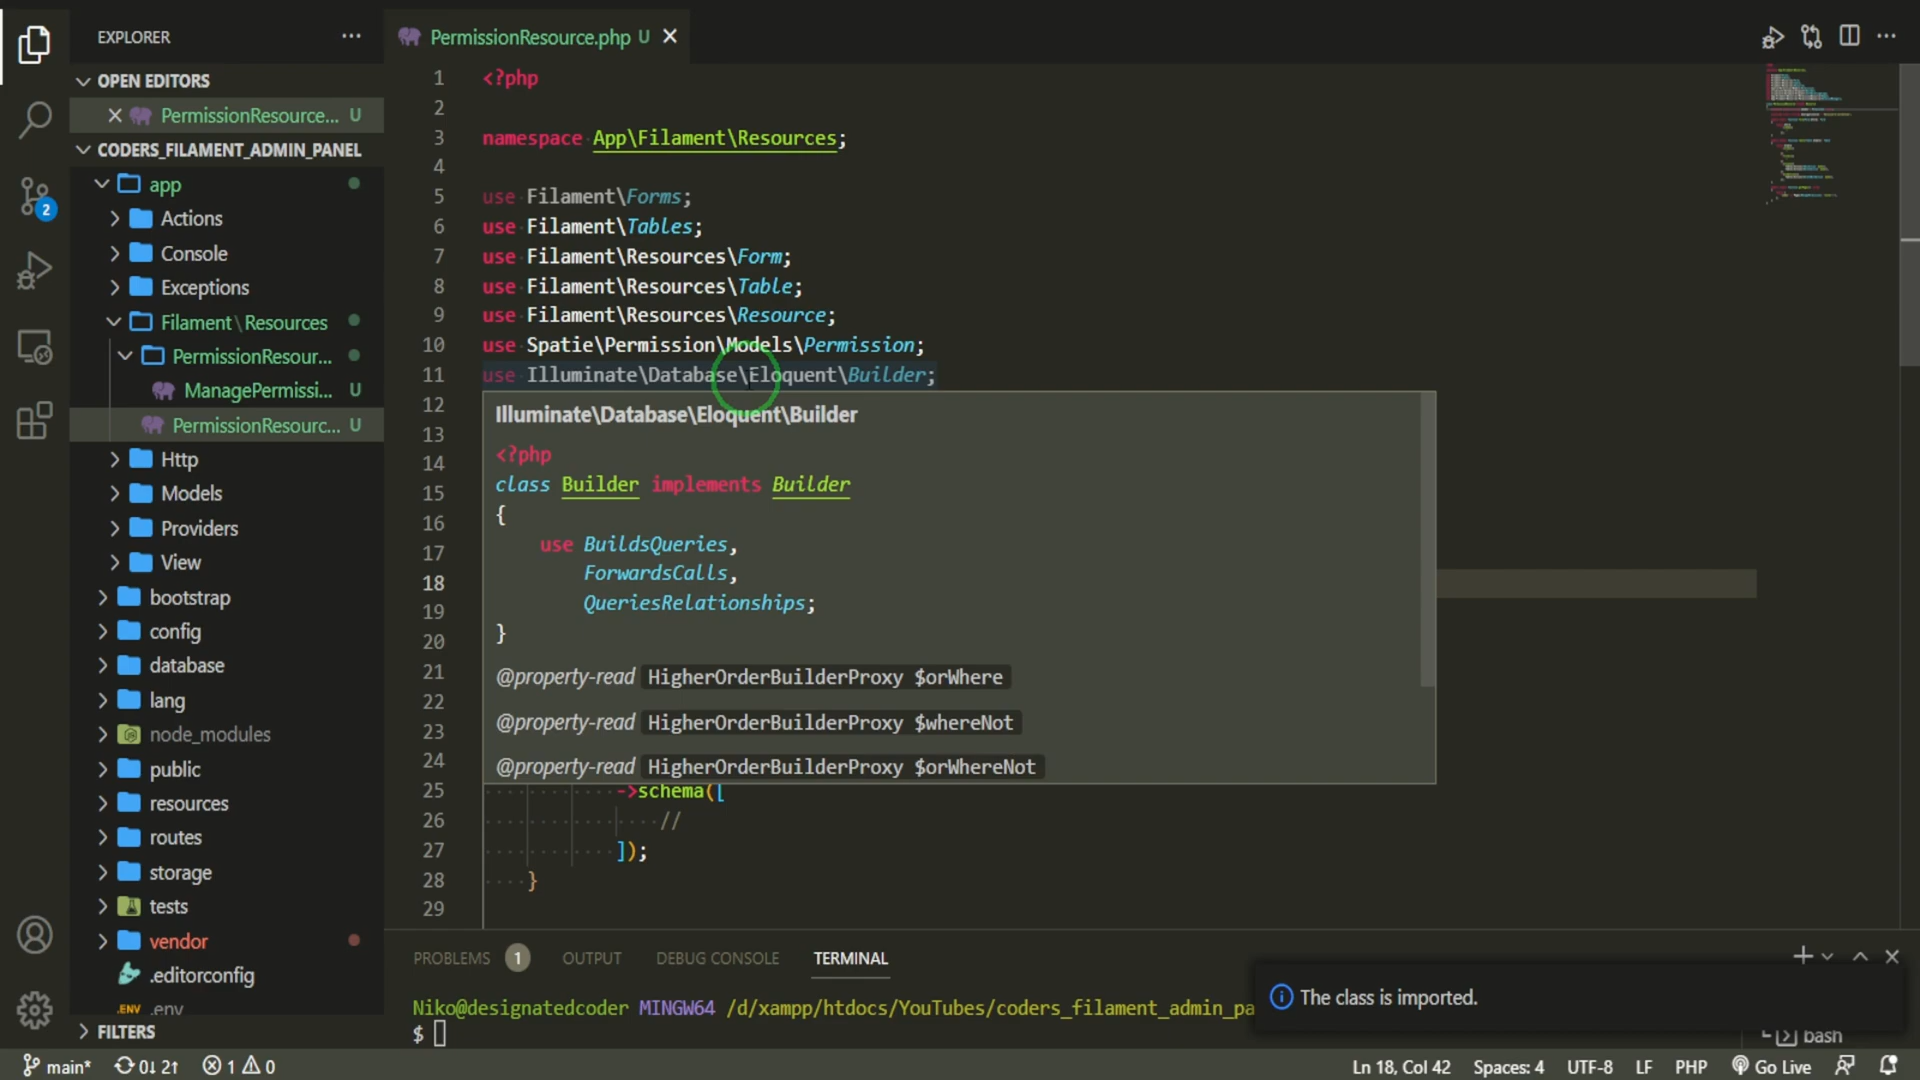 EXPLORER
OPEN EDITORS
PermissionResource... U
CODERS_FILAMENT_ADMIN_PANEL
app
Actions
Console
Exceptions
Filament\Resources
PermissionResour...
ManagePermissi... U
PermissionResourc... U
Http
Models
Providers
View
bootstrap
config
database
lang
node_modules
public
resources
routes
storage
tests
vendor
.editorconfig
.ENV .env
FILTERS
2
PermissionResource.php U
1 <?php
2
3 namespace App\Filament\Resources;
4
5 use Filament\Forms;
6 use Filament\Tables;
7 use Filament\Resources\Form;
8 use Filament\Resources\Table;
9 use Filament\Resources\Resource;
10 use Spatie\Permission\Models\Permission;
11 use Illuminate\Database\Eloquent\Builder;
12
13
14
15
16
17
18
19
20
21
22
23
24
Illuminate\Database\Eloquent\Builder
<?php
class Builder implements Builder
{
use BuildsQueries,
ForwardsCalls,
QueriesRelationships;
}
@property-read HigherOrderBuilderProxy $orWhere
@property-read HigherOrderBuilderProxy $whereNot
@property-read HigherOrderBuilderProxy $orWhereNot
25 ->schema([
26 //
27 ]);
28 }
29
PROBLEMS 1 OUTPUT DEBUG CONSOLE TERMINAL
Niko@designatedcoder MINGW64 /d/xampp/htdocs/YouTubes/coders_filament_admin_pa
$
The class is imported.
bash
main* 0↓ 2↑ 1 0 Ln 18, Col 42 Spaces: 4 UTF-8 LF PHP Go Live